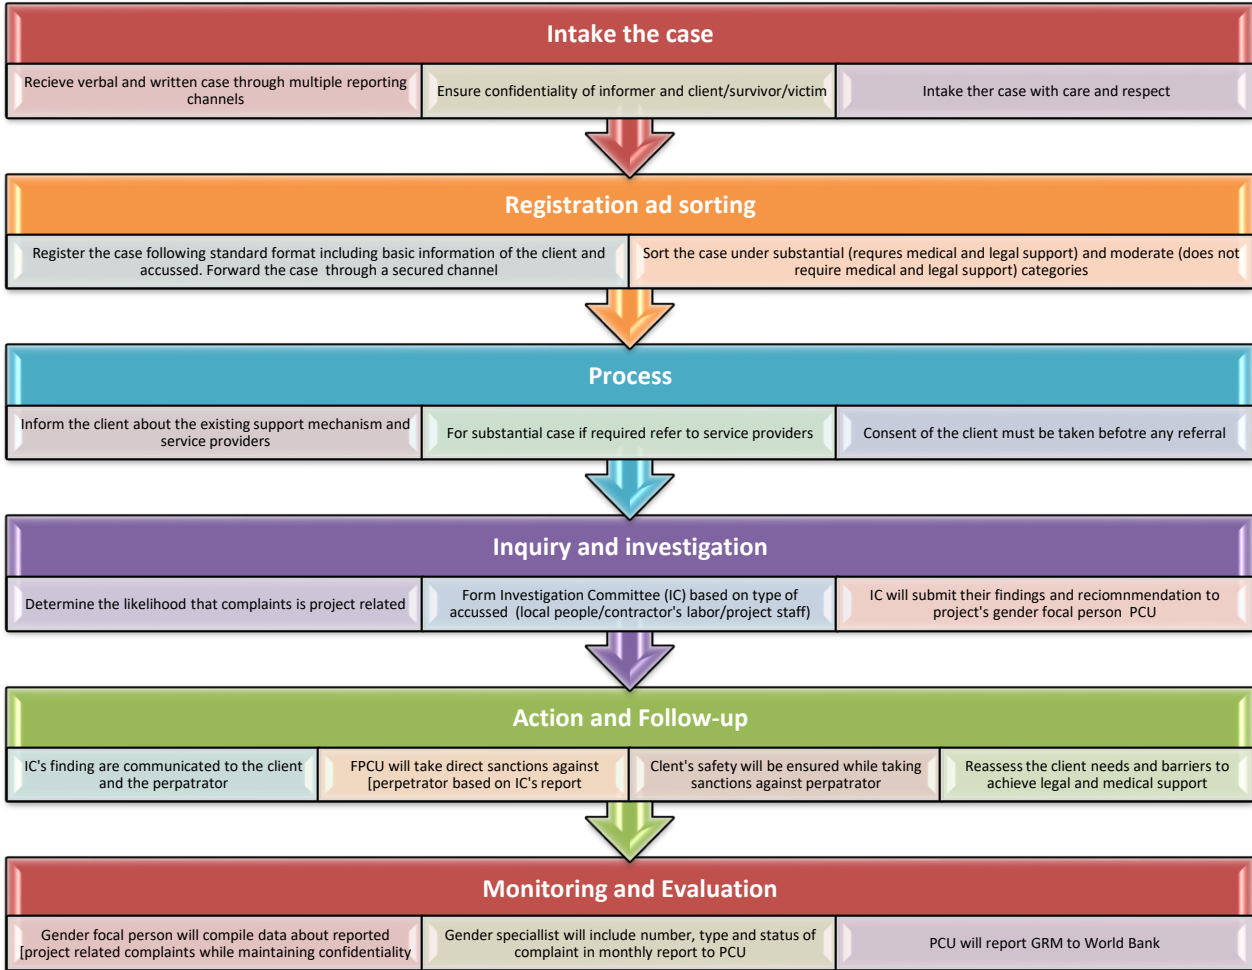 Intake the case
Recieve verbal and written case through multiple reporting
channels
Ensure confidentiality of informer and client/survivor/victim
Intake ther case with care and respect
Registration ad sorting
Register the case following standard format including basic information of the client and
accussed. Forward the case through a secured channel
Sort the case under substantial (requres medical and legal support) and moderate (does not
require medical and legal support) categories
Process
Inform the client about the existing support mechanism and
service providers
For substantial case if required refer to service providers
Consent of the client must be taken befotre any referral
Inquiry and investigation
Determine the likelihood that complaints is project related
Form Investigation Committee (IC) based on type of
accussed (local people/contractor's labor/project staff)
IC will submit their findings and reciomnmendation to
project's gender focal person PCU
Action and Follow-up
IC's finding are communicated to the client
and the perpatrator
FPCU will take direct sanctions against
[perpetrator based on IC's report
Client's safety will be ensured while taking
sanctions against perpatrator
Reassess the client needs and barriers to
achieve legal and medical support
Monitoring and Evaluation
Gender focal person will compile data about reported
[project related complaints while maintaining confidentiality
Gender speciallist will include number, type and status of
complaint in monthly report to PCU
PCU will report GRM to World Bank